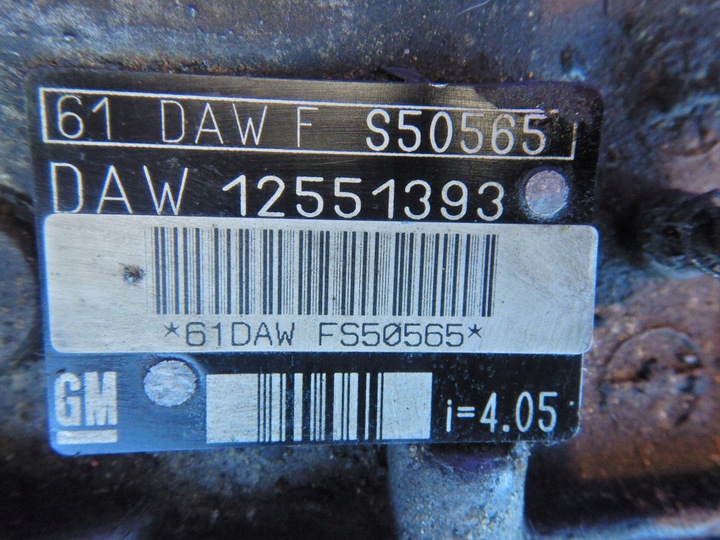 61 DAW F S50565
DAW 12551393
*61DAW FS50565*
GM i=4.05